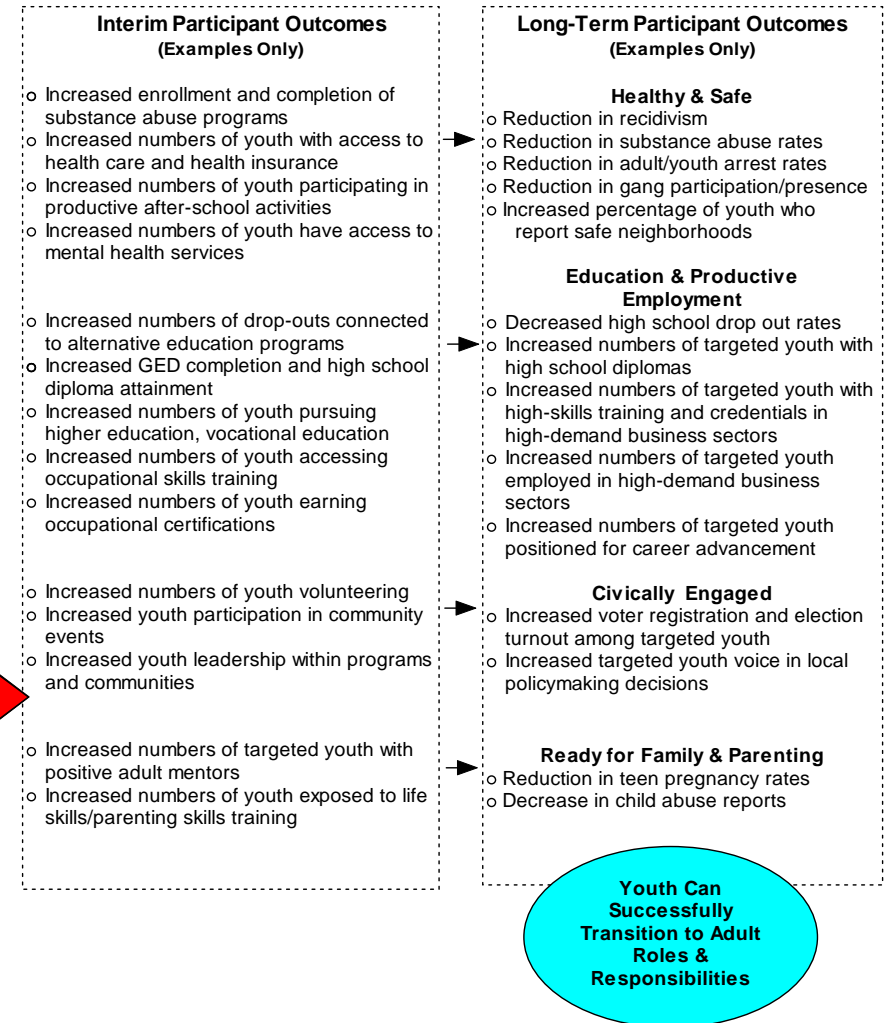 Interim Participant Outcomes
(Examples Only)
o Increased enrollment and completion of
substance abuse programs
o Increased numbers of youth with access to
health care and health insurance
o Increased numbers of youth participating in
productive after-school activities
o Increased numbers of youth have access to
mental health services
o Increased numbers of drop-outs connected
to alternative education programs
o Increased GED completion and high school
diploma attainment
o Increased numbers of youth pursuing
higher education, vocational education
o Increased numbers of youth accessing
occupational skills training
o Increased numbers of youth earning
occupational certifications
o Increased numbers of youth volunteering
o Increased youth participation in community
events
o Increased youth leadership within programs
and communities
o Increased numbers of targeted youth with
positive adult mentors
o Increased numbers of youth exposed to life
skills/parenting skills training
Long-Term Participant Outcomes
(Examples Only)
Healthy & Safe
o Reduction in recidivism
o Reduction in substance abuse rates
o Reduction in adult/youth arrest rates
o Reduction in gang participation/presence
o Increased percentage of youth who
report safe neighborhoods
Education & Productive
Employment
o Decreased high school drop out rates
o Increased numbers of targeted youth with
high school diplomas
o Increased numbers of targeted youth with
high-skills training and credentials in
high-demand business sectors
o Increased numbers of targeted youth
employed in high-demand business
sectors
o Increased numbers of targeted youth
positioned for career advancement
Civically Engaged
o Increased voter registration and election
turnout among targeted youth
o Increased targeted youth voice in local
policymaking decisions
Ready for Family & Parenting
o Reduction in teen pregnancy rates
o Decrease in child abuse reports
Youth Can
Successfully
Transition to Adult
Roles &
Responsibilities